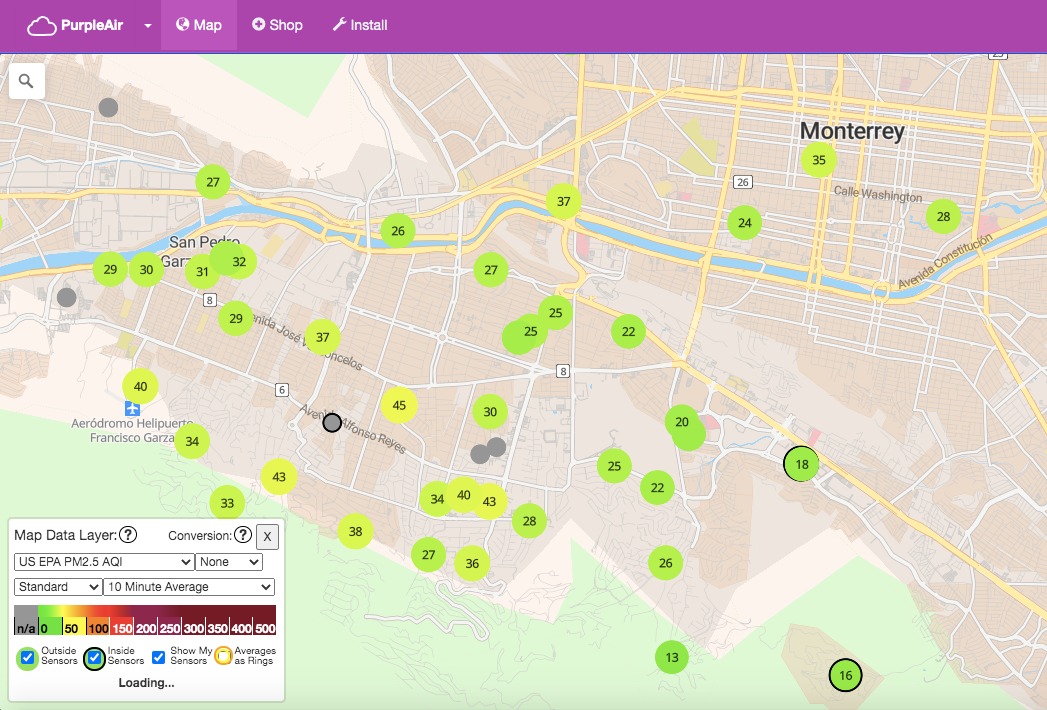 PurpleAir
Map
Shop
Install
Monterrey
35
27
26
Calle Washington
37
24
28
26
San Pedro
Garz
29
30
31
32
27
Avenida Constitución
8
29
25
25
22
37
enida José V
concelos
8
6
40
45
30
Aeródromo Helipuerto
Francisco Garza
Aveni
Alfonso Reyes
20
34
43
25
18
22
33
34
40
43
28
38
27
36
26
13
16
Map Data Layer: ?
Conversion: ?
X
US EPA PM2.5 AQI
None
Standard
10 Minute Average
n/a 0 50 100 150 200 250 300 350 400 500
Outside
Sensors
Inside
Sensors
Show My
Sensors
Averages
as Rings
Loading...